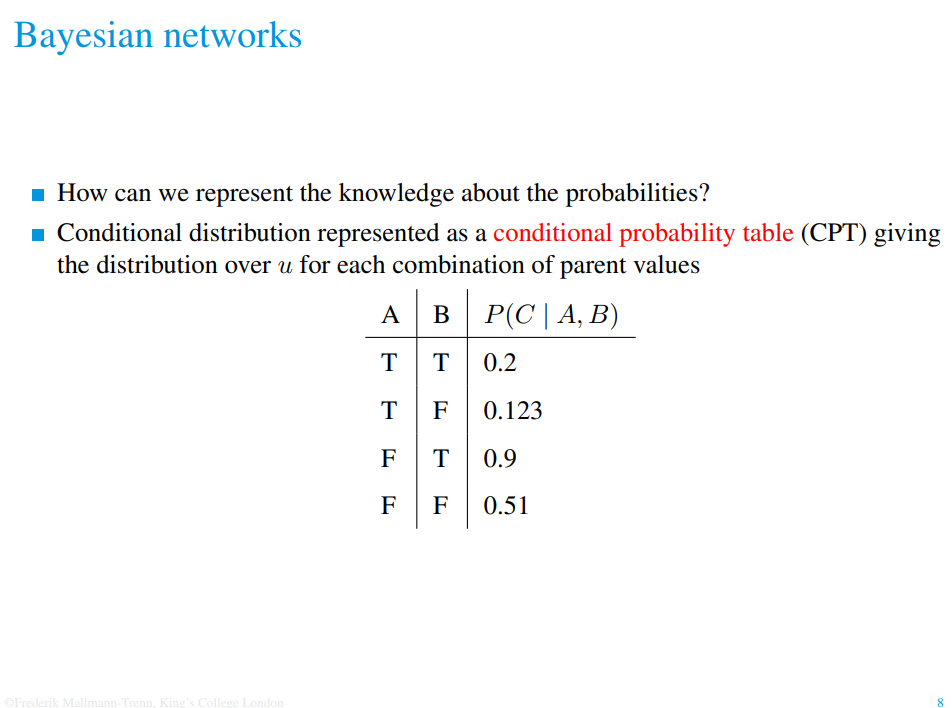 Bayesian networks
How can we represent the knowledge about the probabilities?
Conditional distribution represented as a conditional probability table (CPT) giving
the distribution over u for each combination of parent values
A B P(C | A, B)
T T 0.2
T F 0.123
F T 0.9
F F 0.51
©Frederik Mallmann-Trenn, King's College London 8